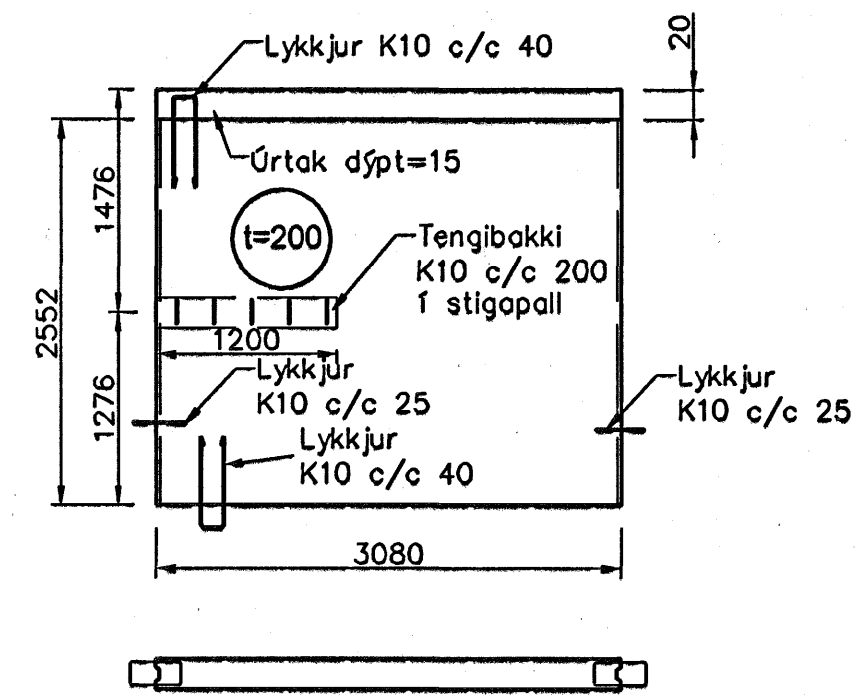 Lykkjur K10 c/c 40
20
Úrtak dýpt=15
1476
t=200
Tengibakki
K10 c/c 200
í stigapall
2552
1200
1276
Lykkjur
K10 c/c 25
Lykkjur
K10 c/c 25
Lykkjur
K10 c/c 40
3080